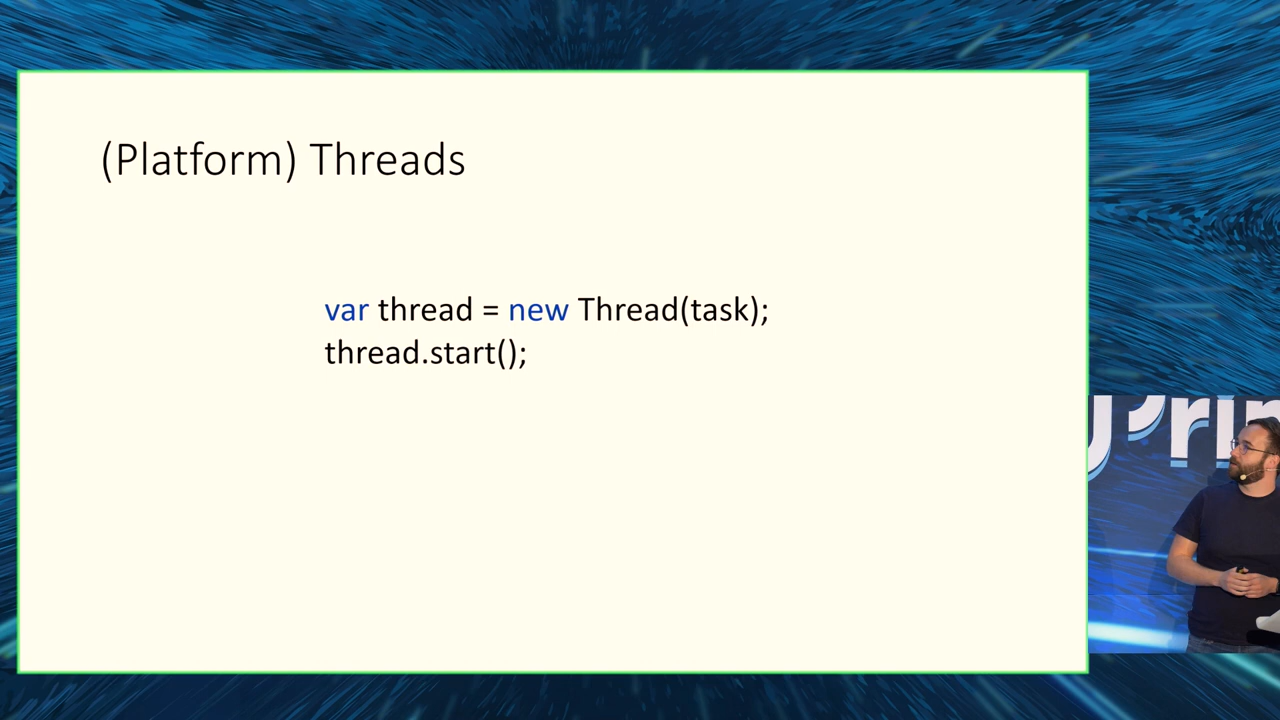 (Platform) Threads
var thread = new Thread(task);
thread.start();